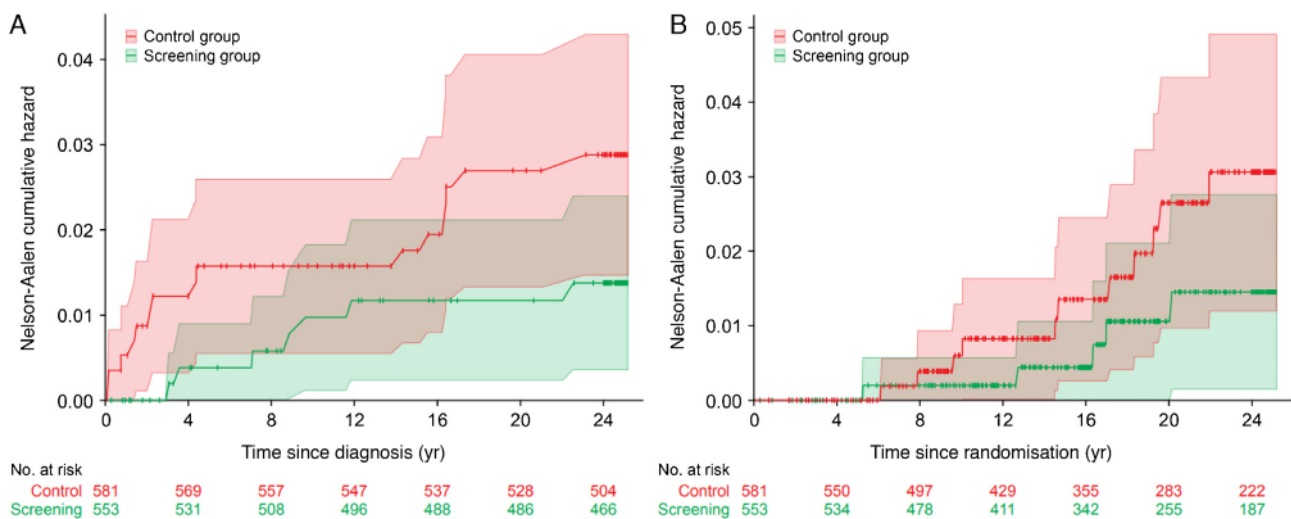 A
Control group
Screening group
Nelson-Aalen cumulative hazard
0.04
0.03
0.02
0.01
0.00
0 4 8 12 16 20 24
Time since diagnosis (yr)
No. at risk
Control 581 569 557 547 537 528 504
Screening 553 531 508 496 488 486 466
B
Control group
Screening group
Nelson-Aalen cumulative hazard
0.05
0.04
0.03
0.02
0.01
0.00
0 4 8 12 16 20 24
Time since randomisation (yr)
No. at risk
Control 581 550 497 429 355 283 222
Screening 553 534 478 411 342 255 187